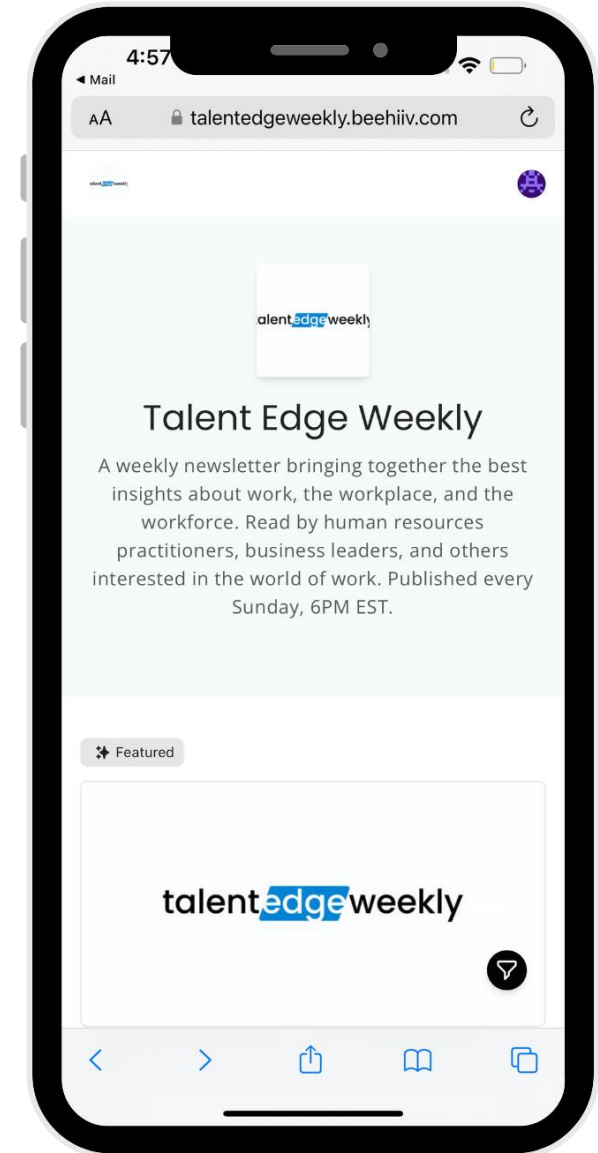 4:57
◀ Mail
AA talentedgeweekly.beehiiv.com
talentedgeweekly
alentedgeweekly
Talent Edge Weekly
A weekly newsletter bringing together the best
insights about work, the workplace, and the
workforce. Read by human resources
practitioners, business leaders, and others
interested in the world of work. Published every
Sunday, 6PM EST.
Featured
talentedgeweekly